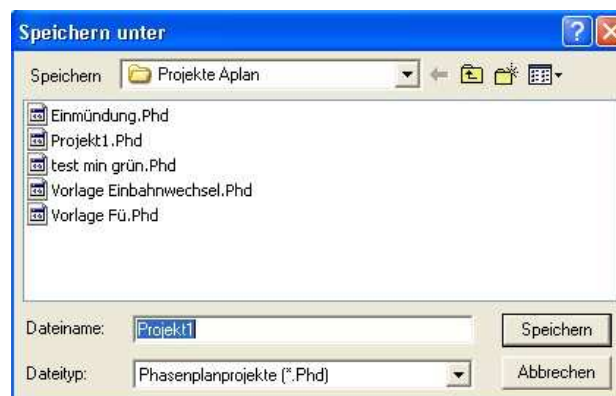 Speichern unter
Speichern Projekte Aplan
Einmündung.Phd
Projekt1.Phd
test min grün.Phd
Vorlage Einbahnwechsel.Phd
Vorlage Fü.Phd
Dateiname: Projekt1 Speichern
Dateityp: Phasenplanprojekte (*.Phd) Abbrechen